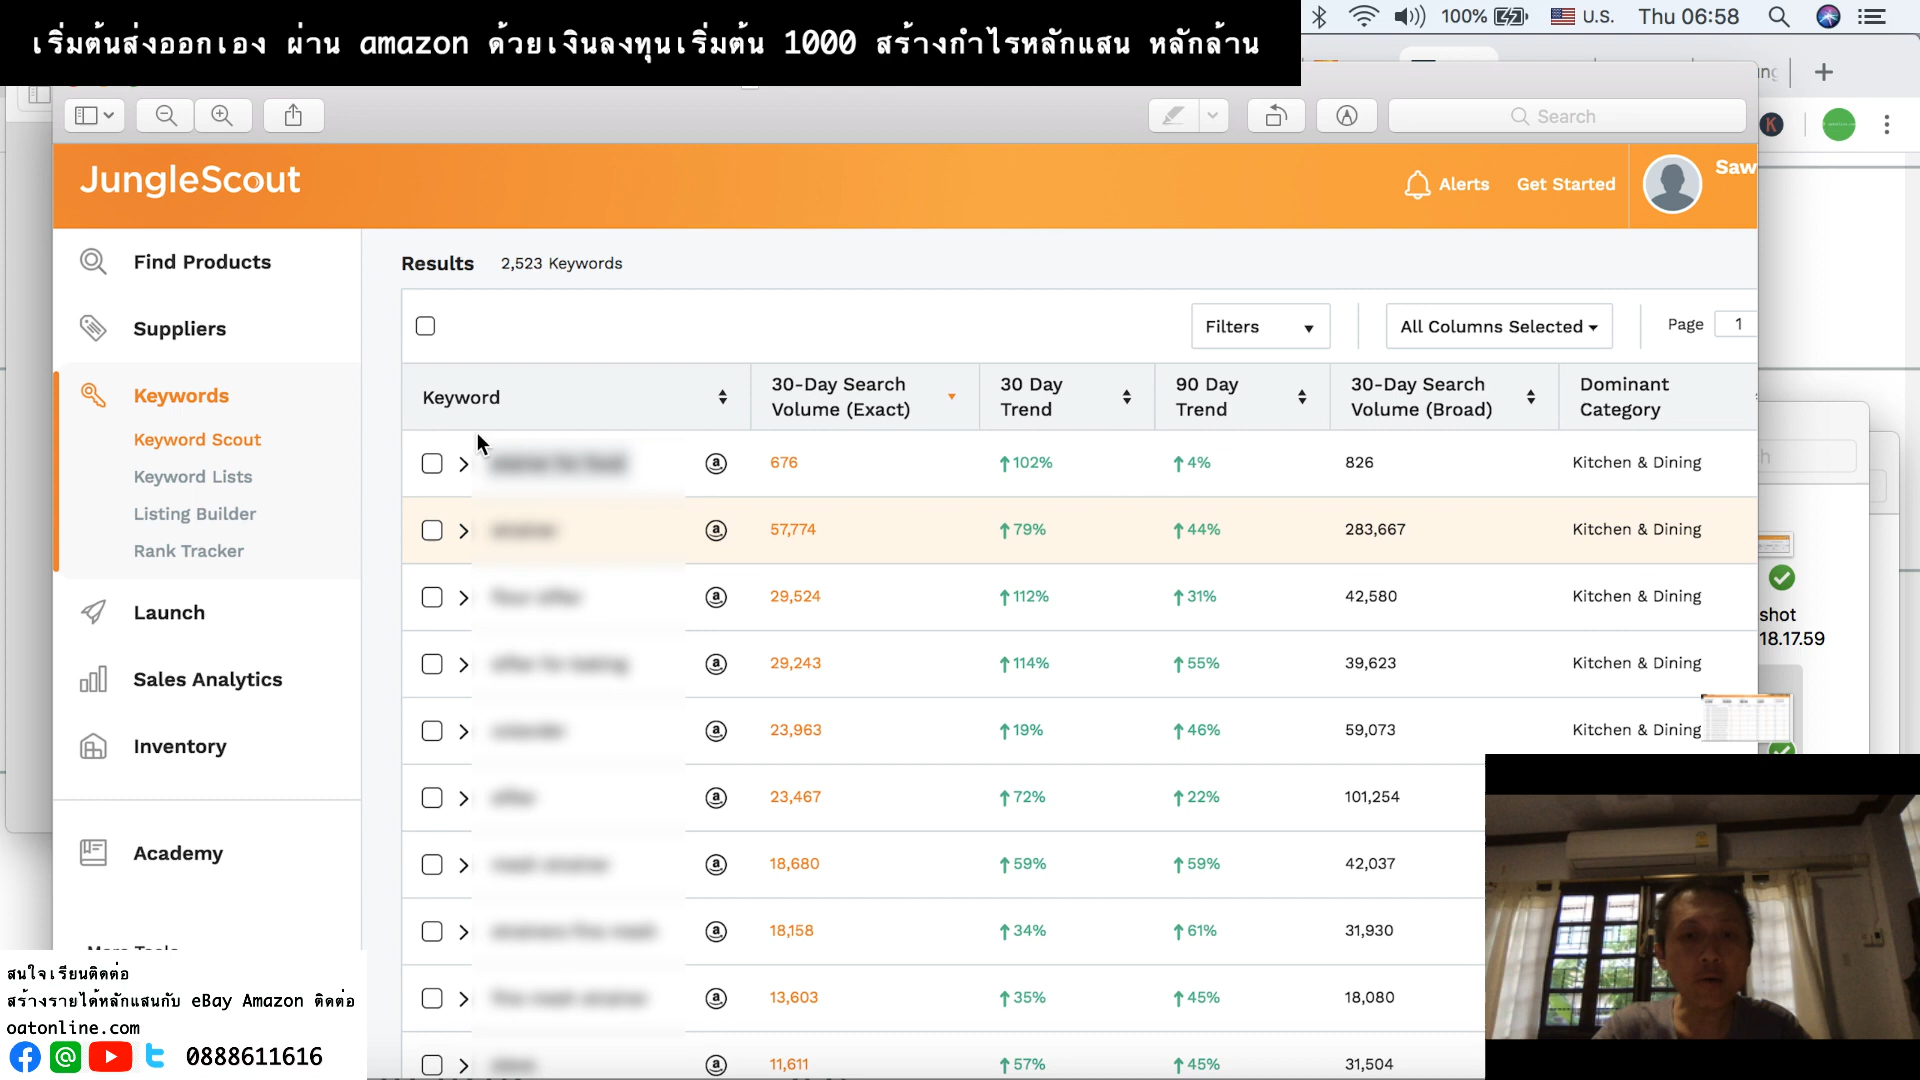 เริ่มต้นส่งออกเอง ผ่าน amazon ด้วยเงินลงทุนเริ่มต้น 1000 สร้างกำไรหลักแสน หลักล้าน
100% U.S. Thu 06:58
Search
JungleScout
Alerts Get Started Saw
Find Products
Suppliers
Keywords
Keyword Scout
Keyword Lists
Listing Builder
Rank Tracker
Launch
Sales Analytics
Inventory
Academy
Results 2,523 Keywords
Filters All Columns Selected Page 1
Keyword 30-Day Search Volume (Exact) 30 Day Trend 90 Day Trend 30-Day Search Volume (Broad) Dominant Category
676 102% 4% 826 Kitchen & Dining
57,774 79% 44% 283,667 Kitchen & Dining
29,524 112% 31% 42,580 Kitchen & Dining
29,243 114% 55% 39,623 Kitchen & Dining
23,963 19% 46% 59,073 Kitchen & Dining
23,467 72% 22% 101,254
18,680 59% 59% 42,037
18,158 34% 61% 31,930
13,603 35% 45% 18,080
11,611 57% 45% 31,504
shot
18.17.59
สนใจเรียนติดต่อ
สร้างรายได้หลักแสนกับ eBay Amazon ติดต่อ
oatonline.com
0888611616